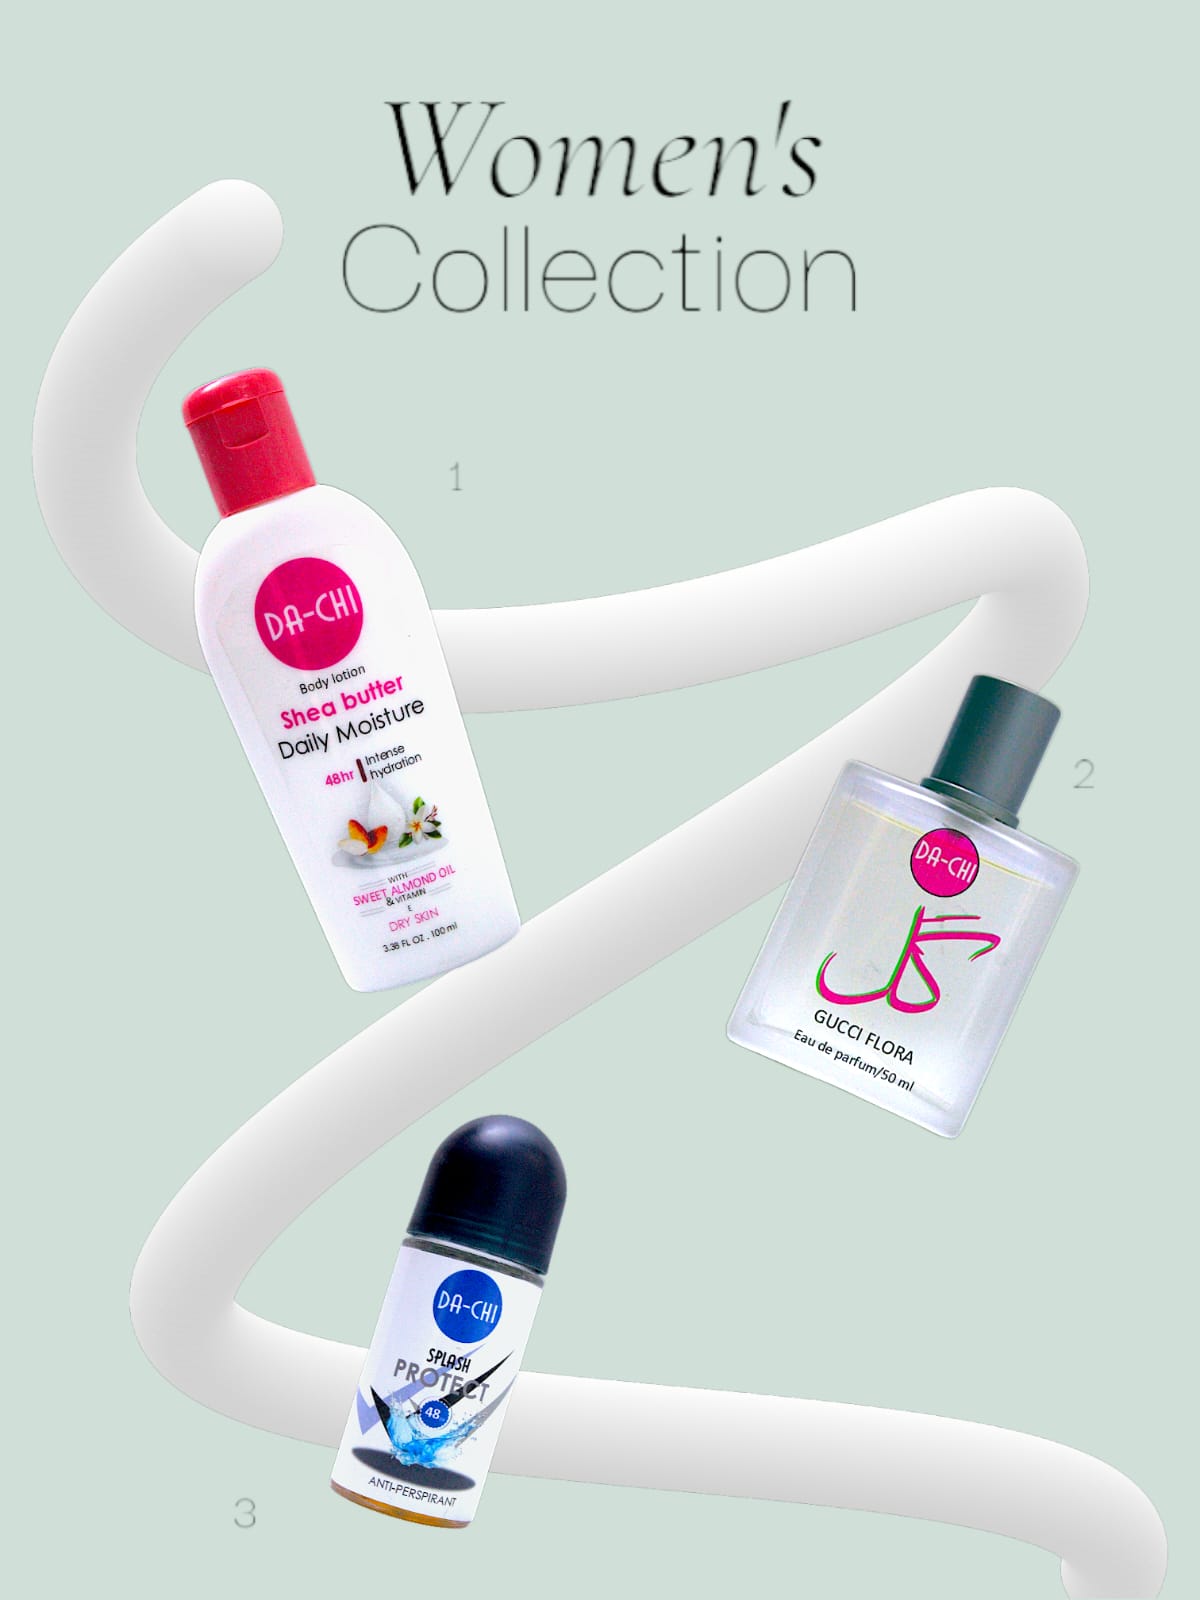 Women's
Collection
1
DA-CHI
Body lotion
Shea butter
Daily Moisture
48hr
Intense
hydration
WITH
SWEET ALMOND OIL
& VITAMIN
E
DRY SKIN
3.38 FL OZ . 100 ml
2
DA-CHI
گل
GUCCI FLORA
Eau de parfum/50 ml
DA-CHI
SPLASH
PROTECT
48
ANTI-PERSPIRANT
3